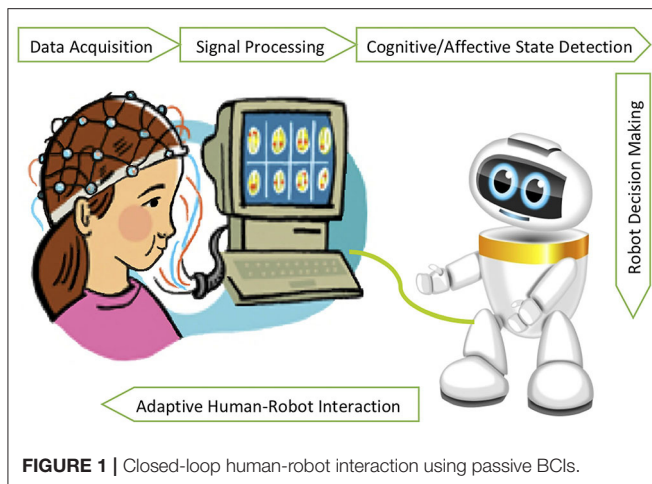 Data Acquisition
Signal Processing
Cognitive/Affective State Detection
Robot Decision Making
Adaptive Human-Robot Interaction
FIGURE 1 | Closed-loop human-robot interaction using passive BCIs.